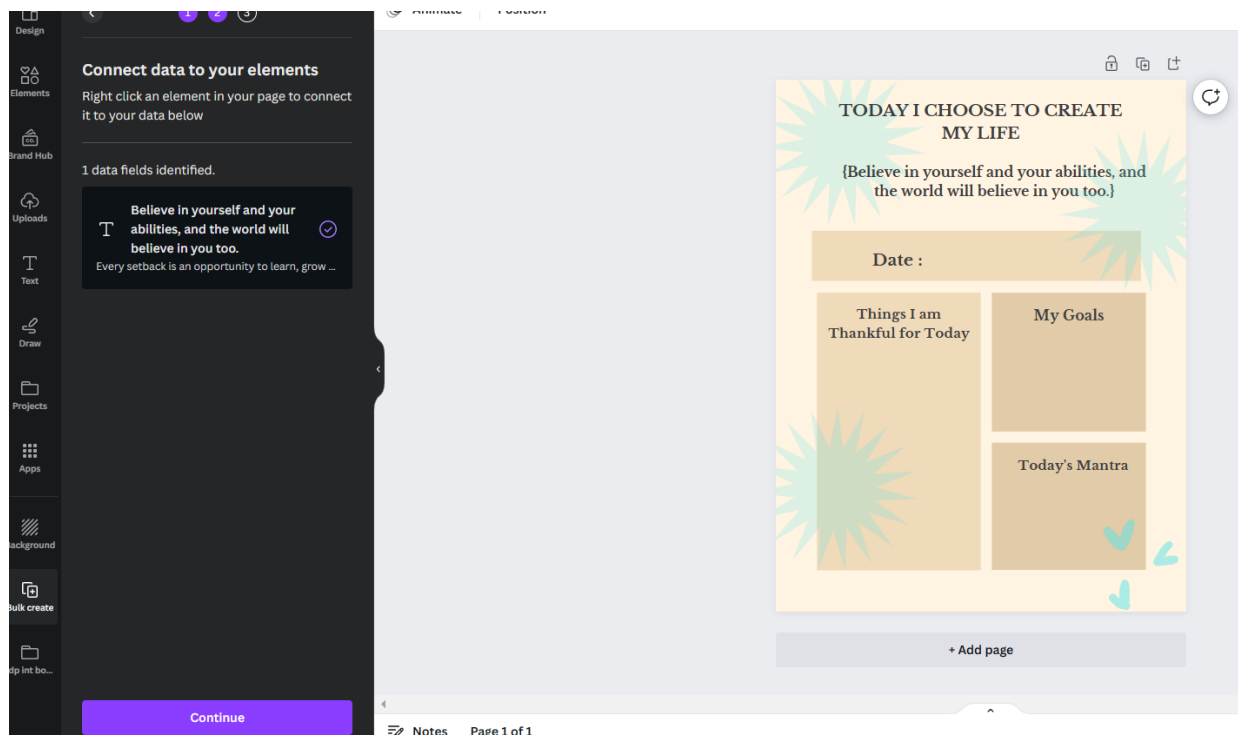 Animate
Position
Design
Elements
Brand Hub
Uploads
Text
Draw
Projects
Apps
Background
Bulk create
dp int bo...
1 2 3
Connect data to your elements
Right click an element in your page to connect
it to your data below
1 data fields identified.
T
Believe in yourself and your
abilities, and the world will
believe in you too.
Every setback is an opportunity to learn, grow ...
Continue
TODAY I CHOOSE TO CREATE
MY LIFE
{Believe in yourself and your abilities, and
the world will believe in you too.}
Date :
Things I am
Thankful for Today
My Goals
Today's Mantra
+ Add page
Notes
Page 1 of 1